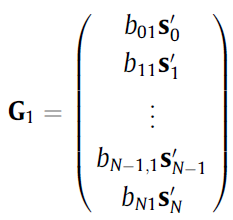 b₀₁s′₀
b₁₁s′₁
G₁ = ⋮
b_{N−1,1}s′_{N−1}
b_{N1}s′_N